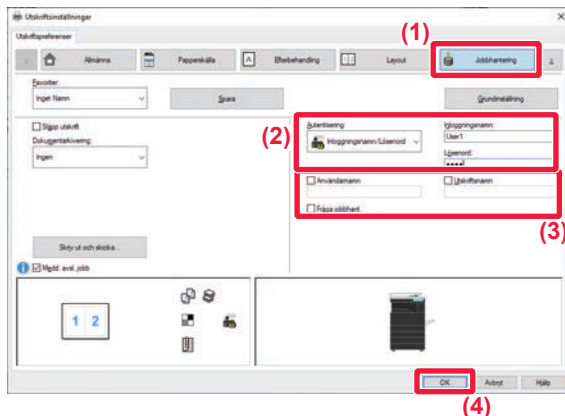 Utskriftsinställningar
Utskriftspreferenser
(1)
Allmänna
Papperskälla
Efterbehandling
Layout
Jobbhantering
Favoriter:
Inget Namn
Spara
Grundinställning
Släpp utskrift
Dokumentarkivering:
Ingen
(2)
Autentisering:
Inloggningsnamn/Lösenord
Inloggningsnamn:
User1
Lösenord:
••••
Användarnamn
Utskriftsnamn
Fråga jobbhant.
(3)
Skriv ut och skicka...
Medd. avsl. jobb
1 2
OK
Avbryt
Hjälp
(4)